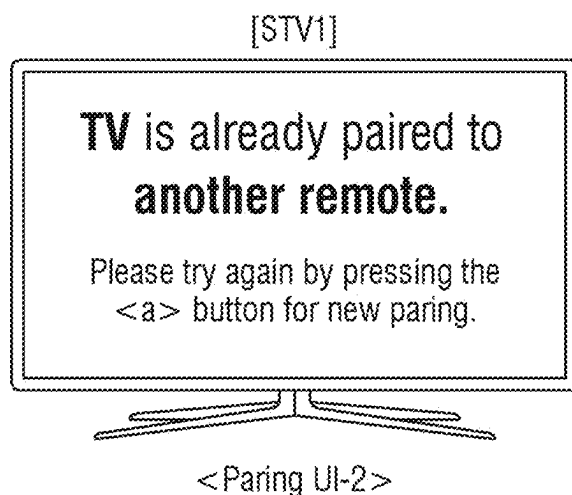 [STV1]
TV is already paired to
another remote.
Please try again by pressing the
<a> button for new paring.
<Paring UI-2>